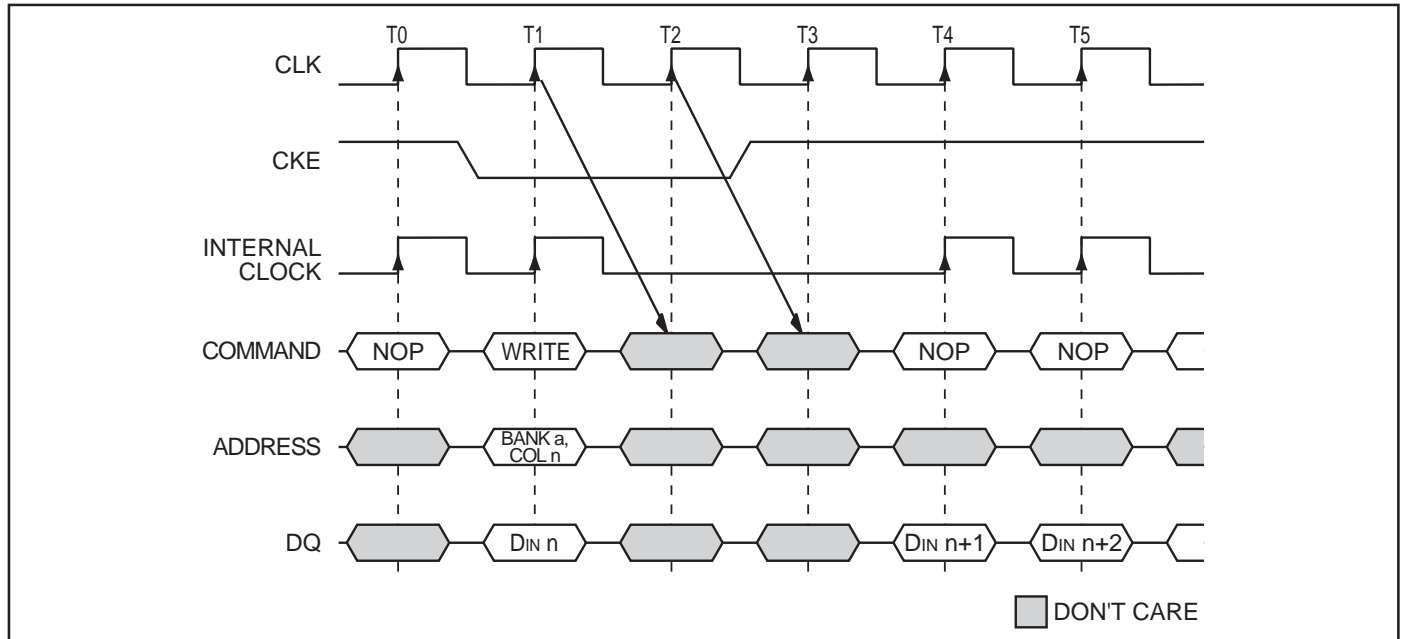 T0 T1 T2 T3 T4 T5
CLK
CKE
INTERNAL
CLOCK
COMMAND NOP WRITE NOP NOP
ADDRESS BANK a,
COL n
DQ DIN n DIN n+1 DIN n+2
DON'T CARE